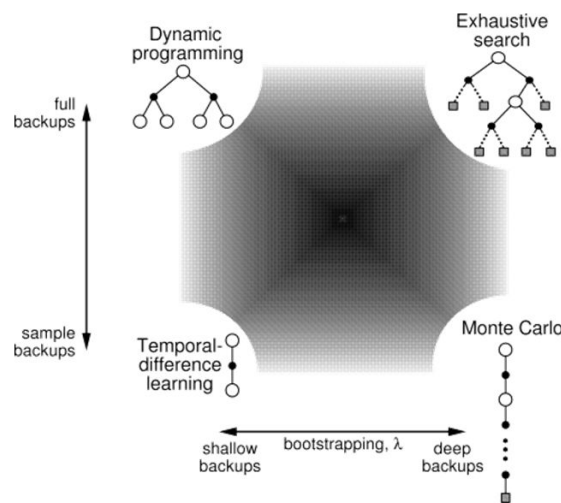 Dynamic
programming
Exhaustive
search
full
backups
sample
backups
Temporal-
difference
learning
Monte Carlo
shallow
backups
bootstrapping, λ
deep
backups